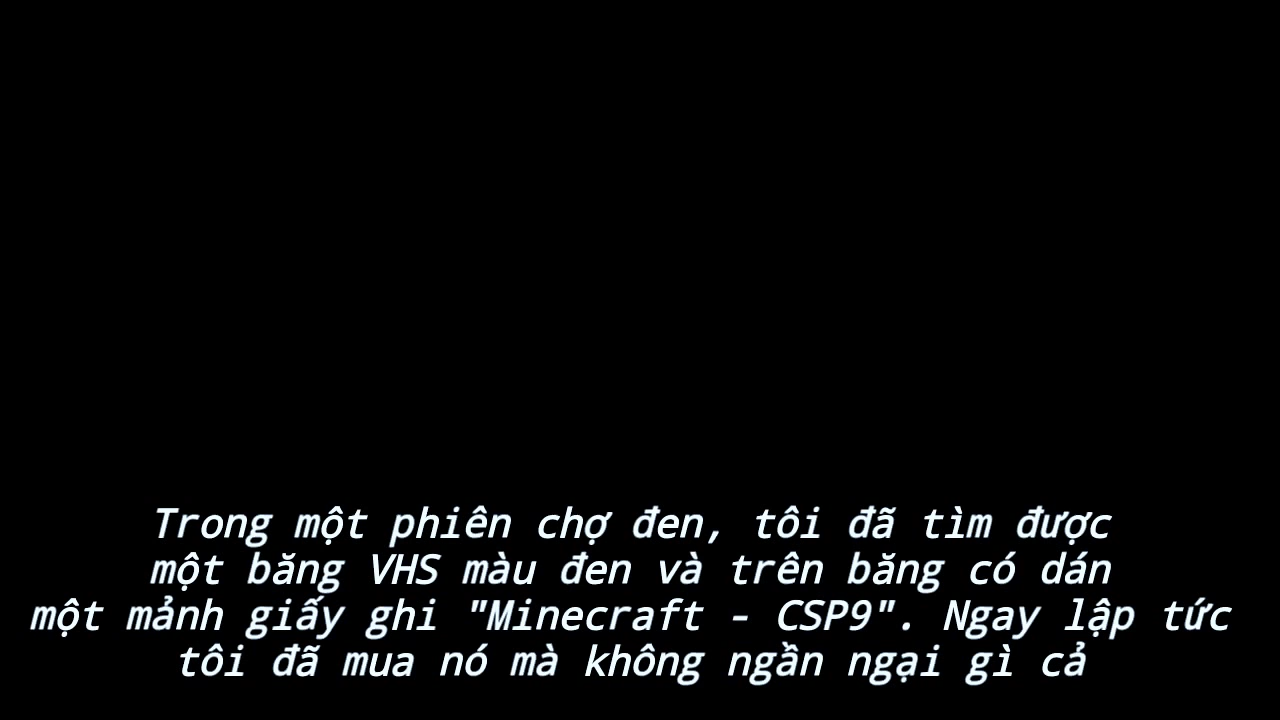 Trong một phiên chợ đen, tôi đã tìm được
một băng VHS màu đen và trên băng có dán
một mảnh giấy ghi "Minecraft - CSP9". Ngay lập tức
tôi đã mua nó mà không ngần ngại gì cả